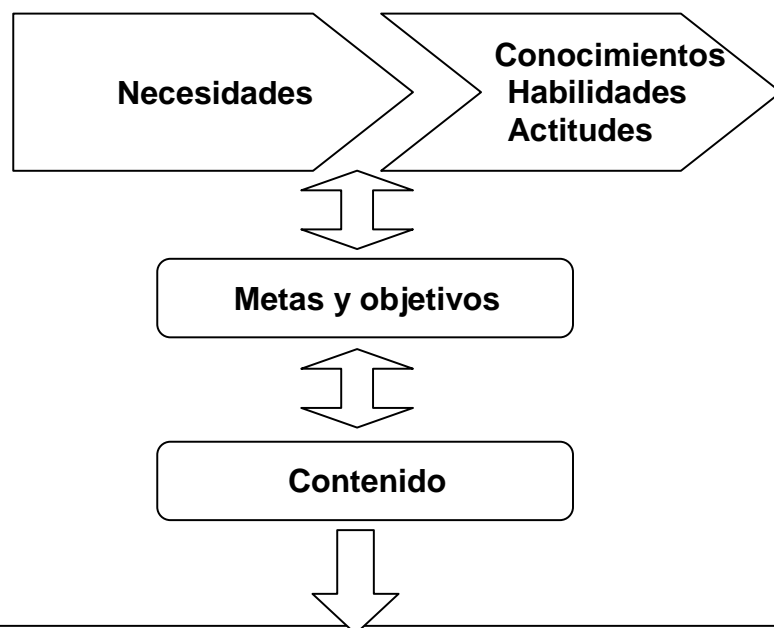 Necesidades
Conocimientos
Habilidades
Actitudes
Metas y objetivos
Contenido